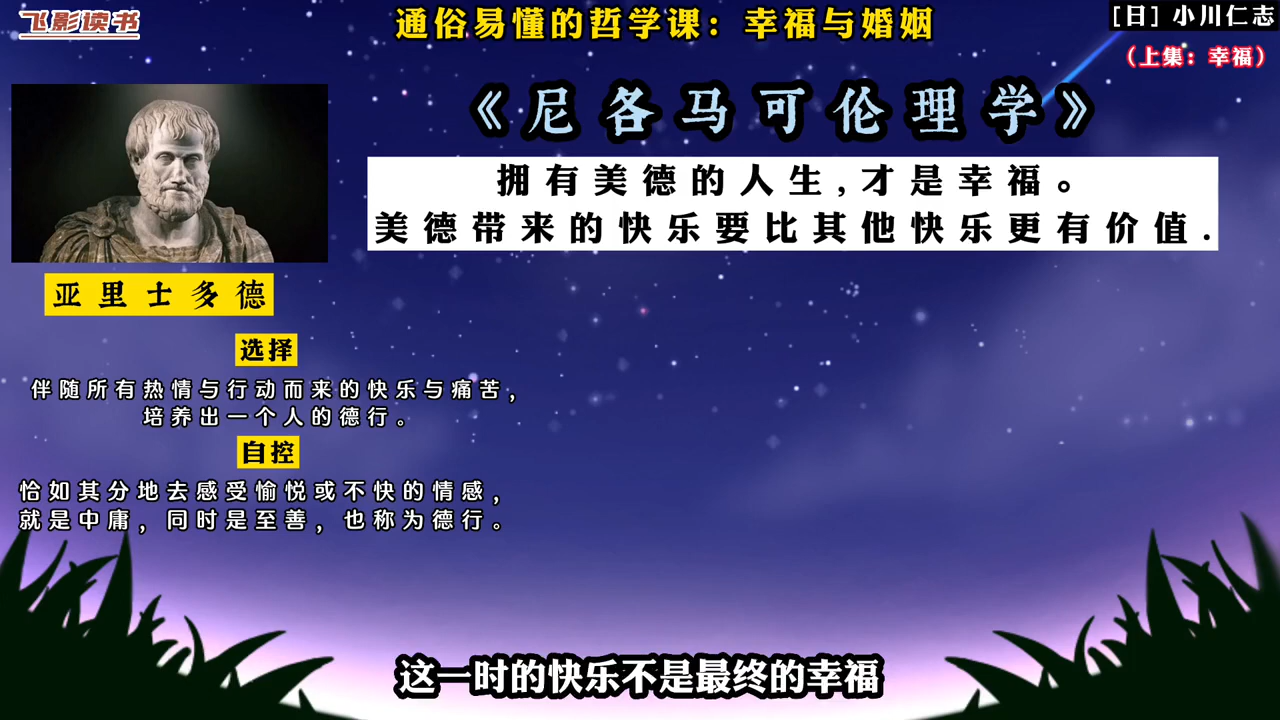 飞影读书
通俗易懂的哲学课：幸福与婚姻
[日] 小川仁志
（上集：幸福）
《尼各马可伦理学》
拥有美德的人生,才是幸福。
美德带来的快乐要比其他快乐更有价值.
亚里士多德
选择
伴随所有热情与行动而来的快乐与痛苦，
培养出一个人的德行。
自控
恰如其分地去感受愉悦或不快的情感，
就是中庸，同时是至善，也称为德行。
这一时的快乐不是最终的幸福